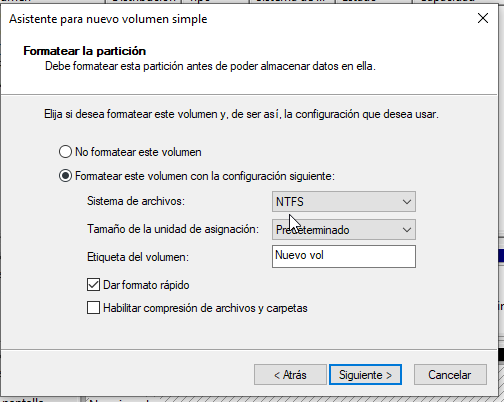 Asistente para nuevo volumen simple
Formatear la partición
Debe formatear esta partición antes de poder almacenar datos en ella.
Elija si desea formatear este volumen y, de ser así, la configuración que desea usar.
No formatear este volumen
Formatear este volumen con la configuración siguiente:
Sistema de archivos: NTFS
Tamaño de la unidad de asignación: Predeterminado
Etiqueta del volumen: Nuevo vol
Dar formato rápido
Habilitar compresión de archivos y carpetas
< Atrás Siguiente > Cancelar